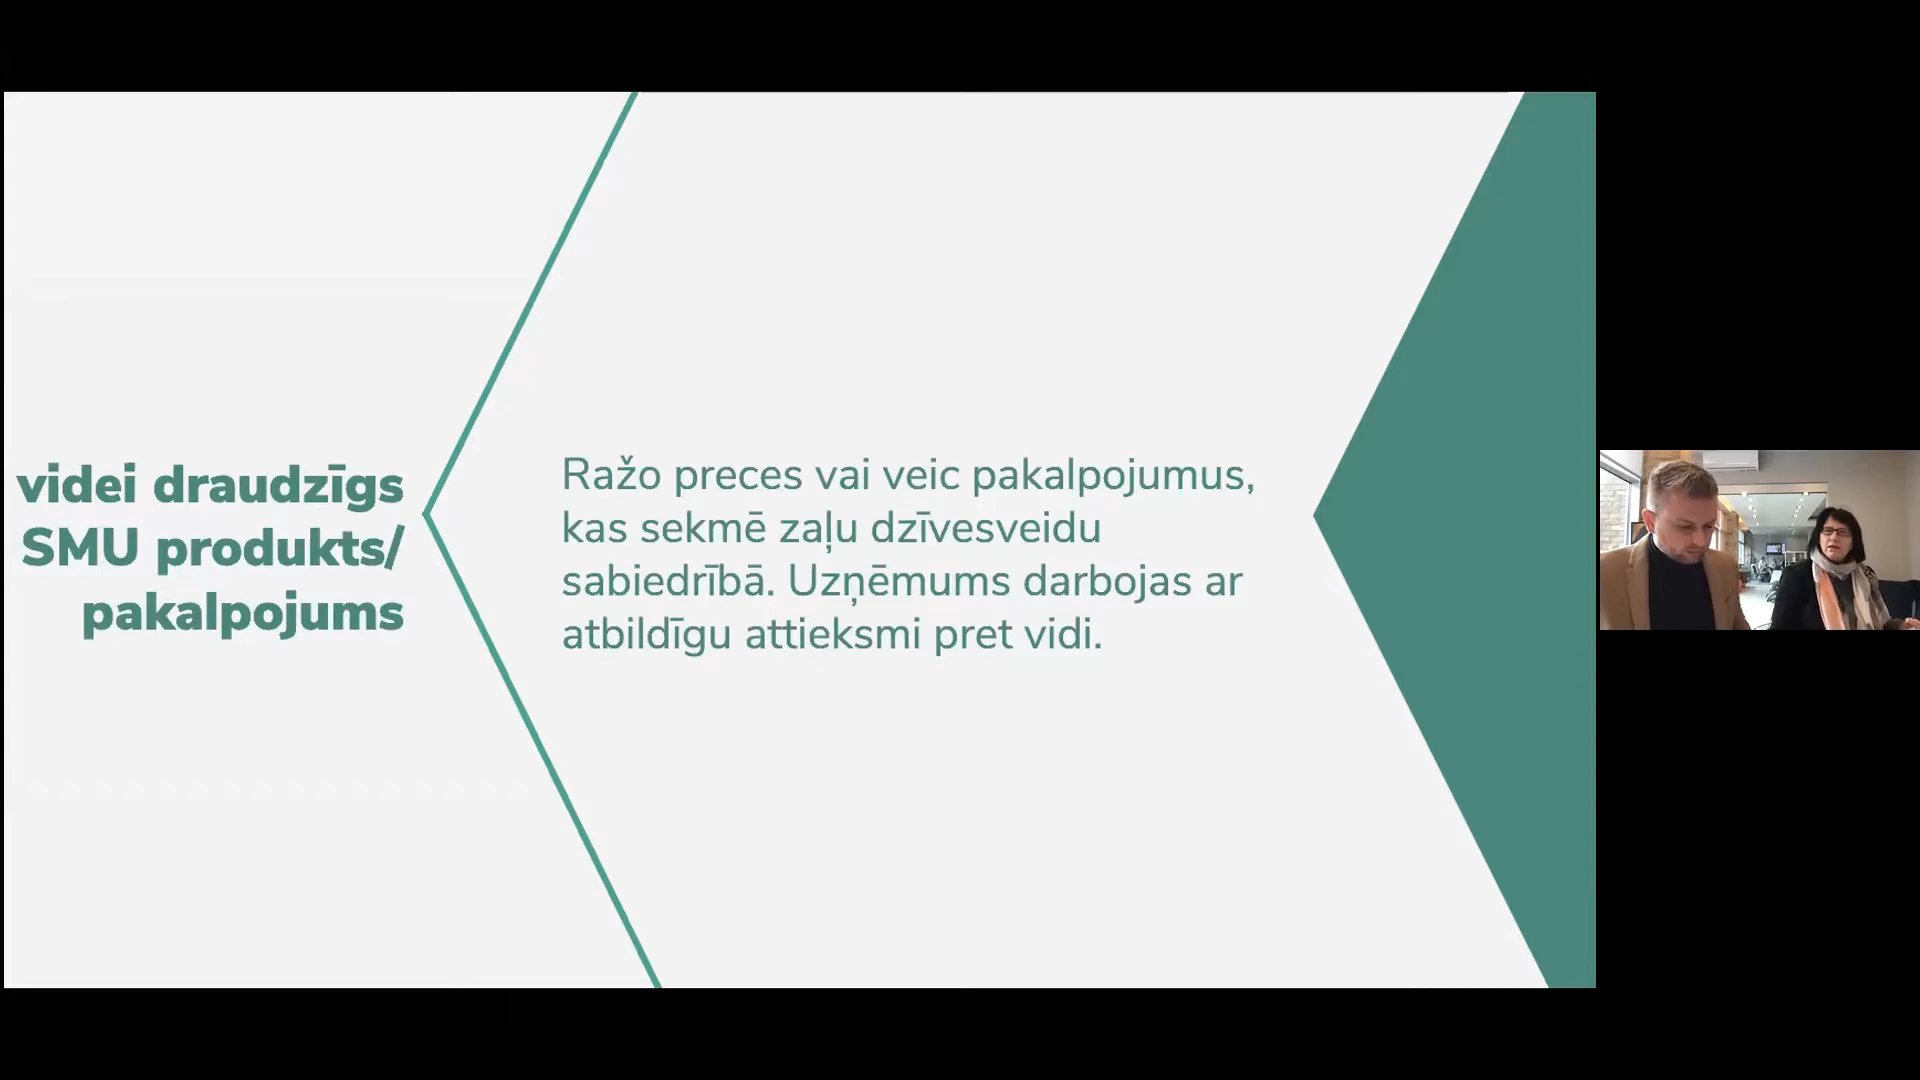 videi draudzīgs
SMU produkts/
pakalpojums
Ražo preces vai veic pakalpojumus,
kas sekmē zaļu dzīvesveidu
sabiedrībā. Uzņēmums darbojas ar
atbildīgu attieksmi pret vidi.